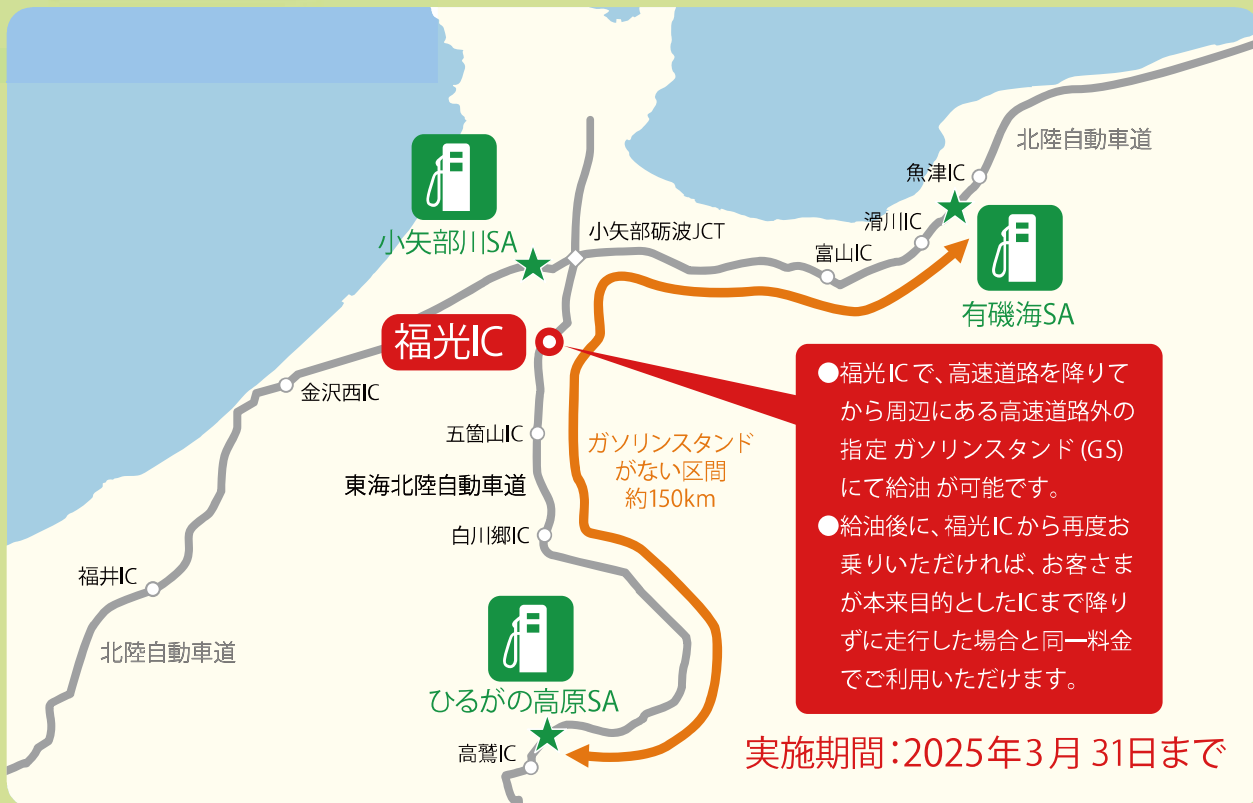 北陸自動車道
魚津IC
滑川IC
小矢部川SA
小矢部砺波JCT
富山IC
有磯海SA
福光IC
金沢西IC
五箇山IC
ガソリンスタンド
がない区間
約150km
東海北陸自動車道
白川郷IC
福井IC
北陸自動車道
ひるがの高原SA
高鷲IC
●福光ICで、高速道路を降りて
から周辺にある高速道路外の
指定 ガソリンスタンド (GS)
にて給油 が可能です。
●給油後に、福光ICから再度お
乗りいただければ、お客さま
が本来目的としたICまで降り
ずに走行した場合と同一料金
でご利用いただけます。
実施期間:2025年3月 31日まで